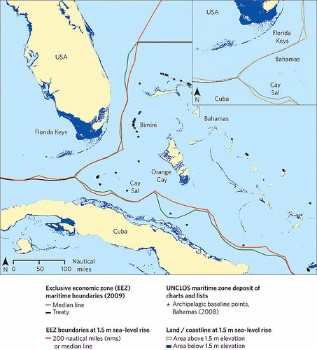 USA
USA
Florida
Keys
Bahamas
Cay
Sal
N
Cuba
Bahamas
Florida Keys
Bimini
Orange
Cay
Cay
Sal
Cuba
N
0 50 100 Nautical
miles
Exclusive economic zone (EEZ)
maritime boundaries (2009)
Median line
Treaty
EEZ boundaries at 1.5 m sea-level rise
200 nautical miles (nms)
or median line
UNCLOS maritime zone deposit of
charts and lists
Archipelagic baseline points,
Bahamas (2008)
Land / coastline at 1.5 m sea-level rise
Area above 1.5 m elevation
Area below 1.5 m elevation